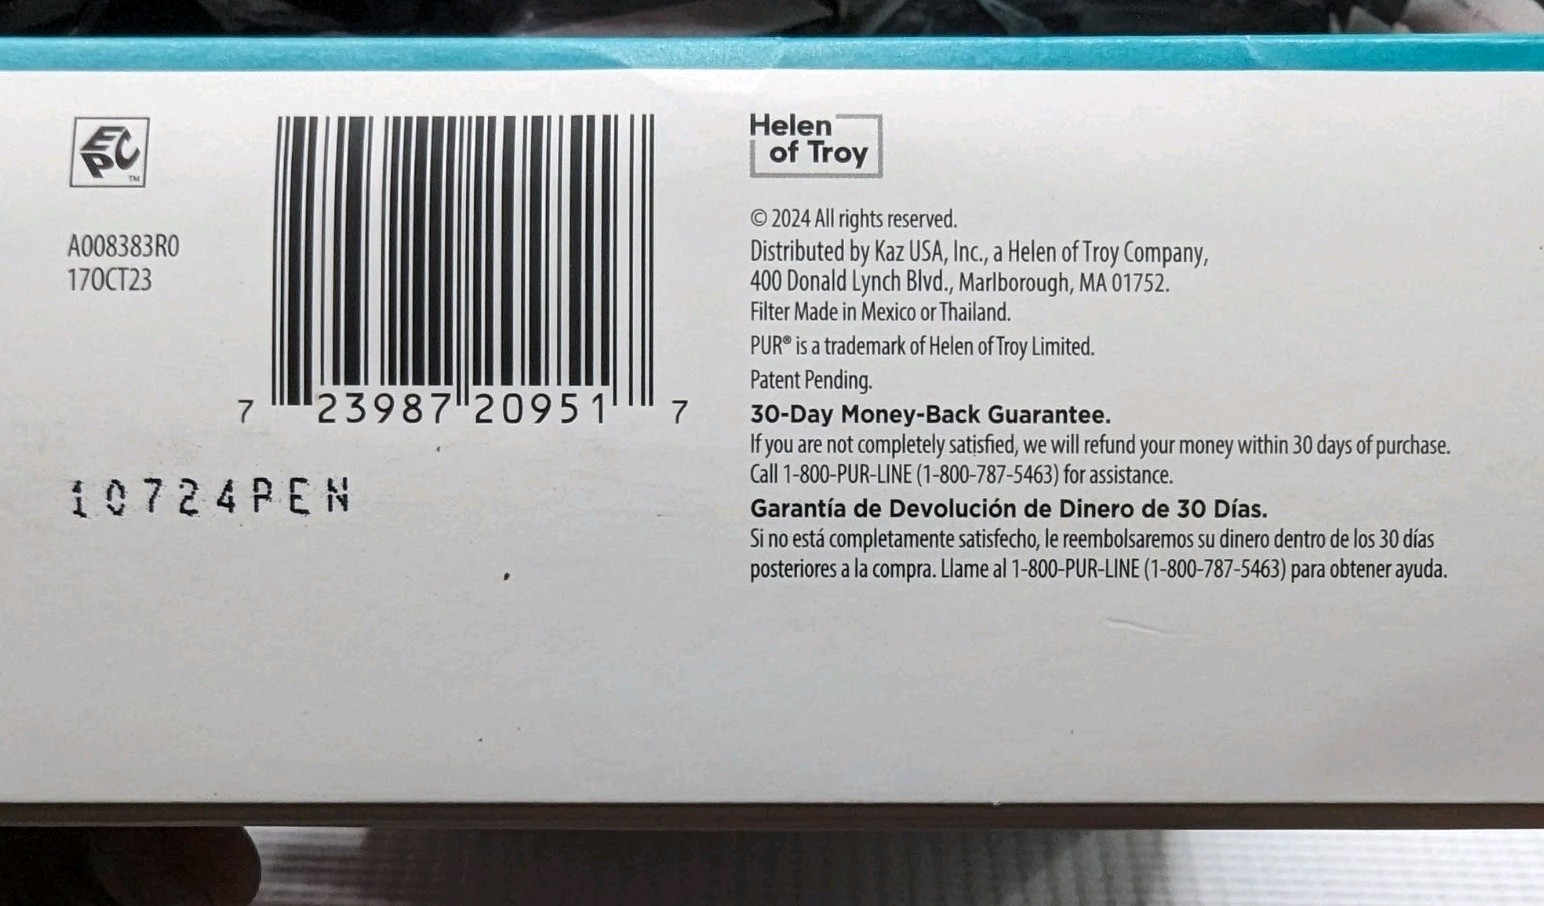 EPC
TM
A008383R0
17OCT23
7 23987 20951 7
10724PEN
Helen
of Troy
© 2024 All rights reserved.
Distributed by Kaz USA, Inc., a Helen of Troy Company,
400 Donald Lynch Blvd., Marlborough, MA 01752.
Filter Made in Mexico or Thailand.
PUR® is a trademark of Helen of Troy Limited.
Patent Pending.
30-Day Money-Back Guarantee.
If you are not completely satisfied, we will refund your money within 30 days of purchase.
Call 1-800-PUR-LINE (1-800-787-5463) for assistance.
Garantía de Devolución de Dinero de 30 Días.
Si no está completamente satisfecho, le reembolsaremos su dinero dentro de los 30 días
posteriores a la compra. Llame al 1-800-PUR-LINE (1-800-787-5463) para obtener ayuda.